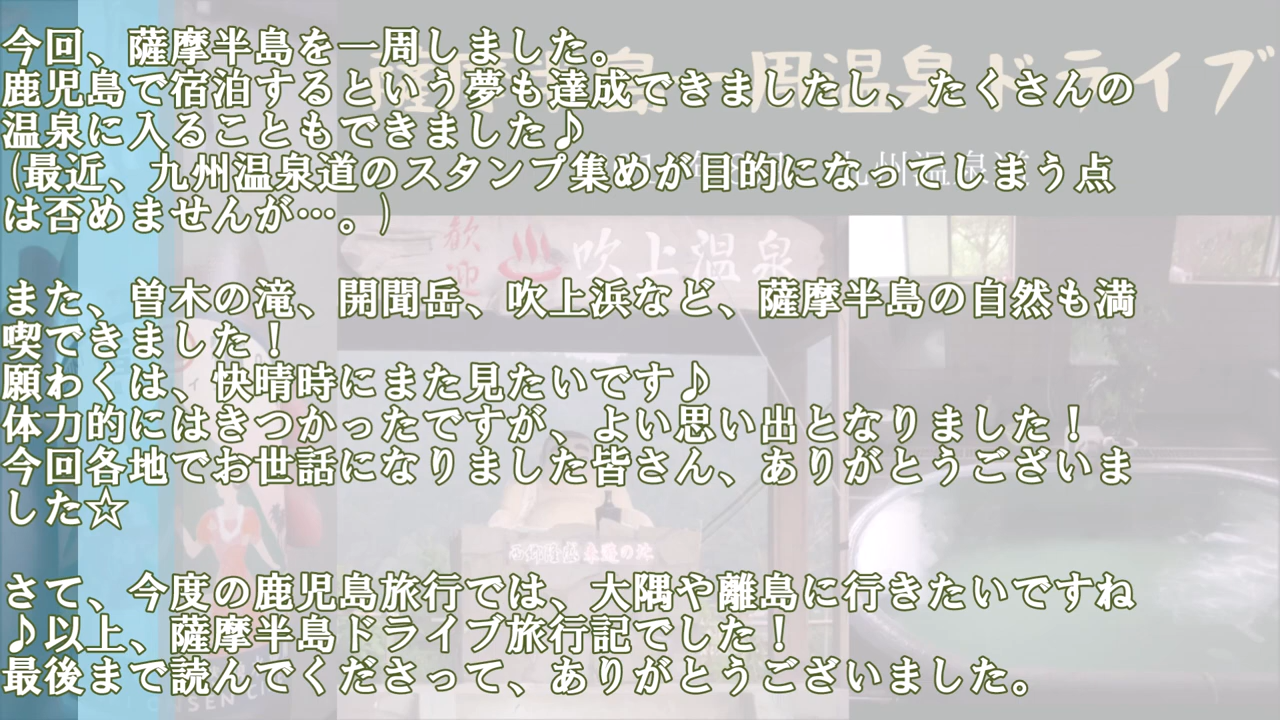 今回、薩摩半島を一周しました。
鹿児島で宿泊するという夢も達成できましたし、たくさんの
温泉に入ることもできました♪
(最近、九州温泉道のスタンプ集めが目的になってしまう点
は否めませんが…。)
また、曽木の滝、開聞岳、吹上浜など、薩摩半島の自然も満
喫できました！
願わくは、快晴時にまた見たいです♪
体力的にはきつかったですが、よい思い出となりました！
今回各地でお世話になりました皆さん、ありがとうございま
した☆
さて、今度の鹿児島旅行では、大隅や離島に行きたいですね
♪以上、薩摩半島ドライブ旅行記でした！
最後まで読んでくださって、ありがとうございました。
薩摩半島一周温泉ドライブ
九州温泉道
歓迎
吹上温泉